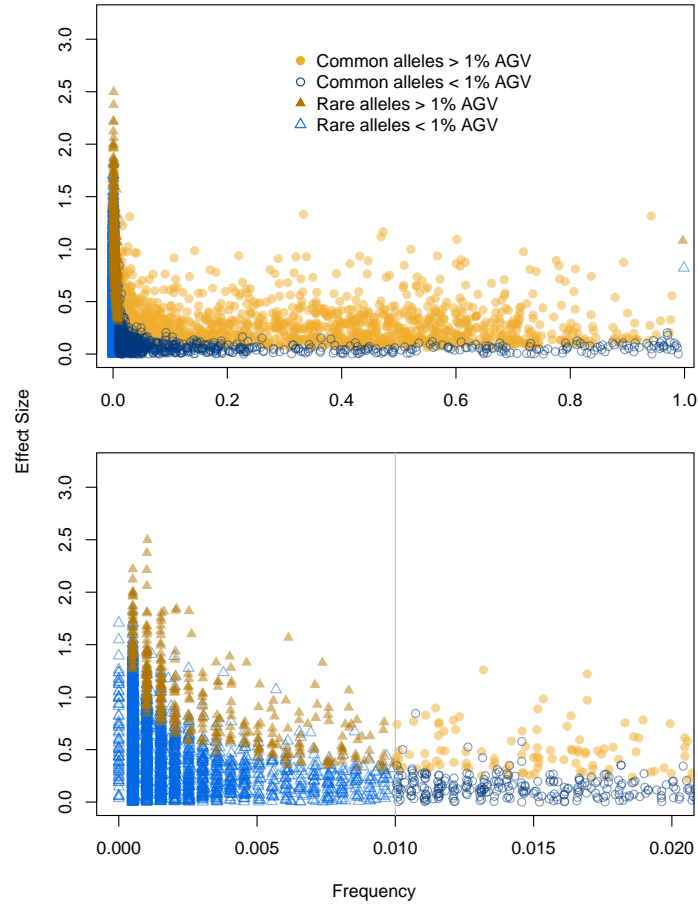 3.0
2.5
2.0
1.5
1.0
0.5
0.0
Common alleles > 1% AGV
Common alleles < 1% AGV
Rare alleles > 1% AGV
Rare alleles < 1% AGV
0.0 0.2 0.4 0.6 0.8 1.0
Effect Size
3.0
2.5
2.0
1.5
1.0
0.5
0.0
0.000 0.005 0.010 0.015 0.020
Frequency